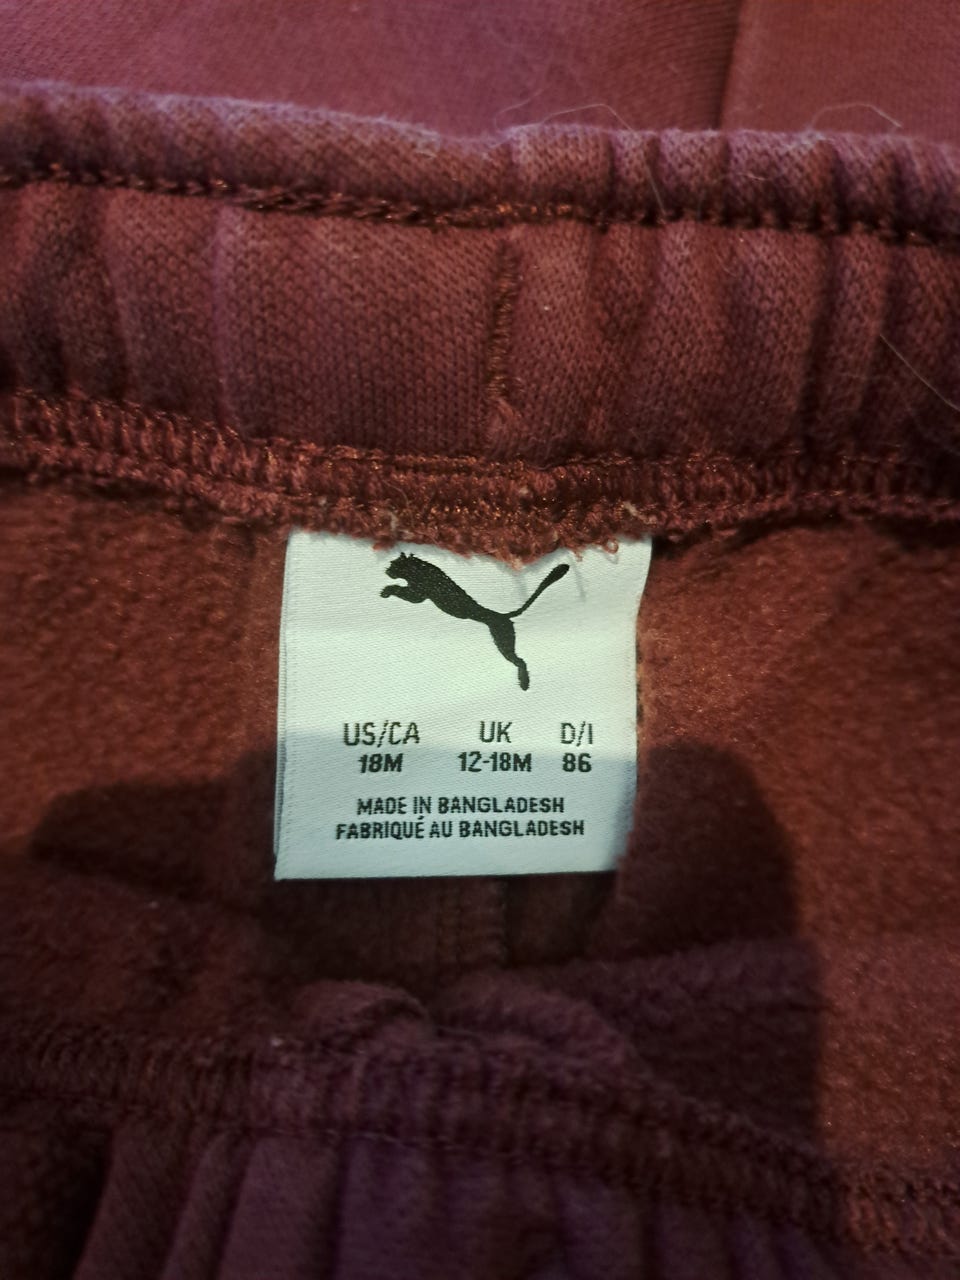 US/CA UK D/I
18M 12-18M 86
MADE IN BANGLADESH
FABRIQUÉ AU BANGLADESH